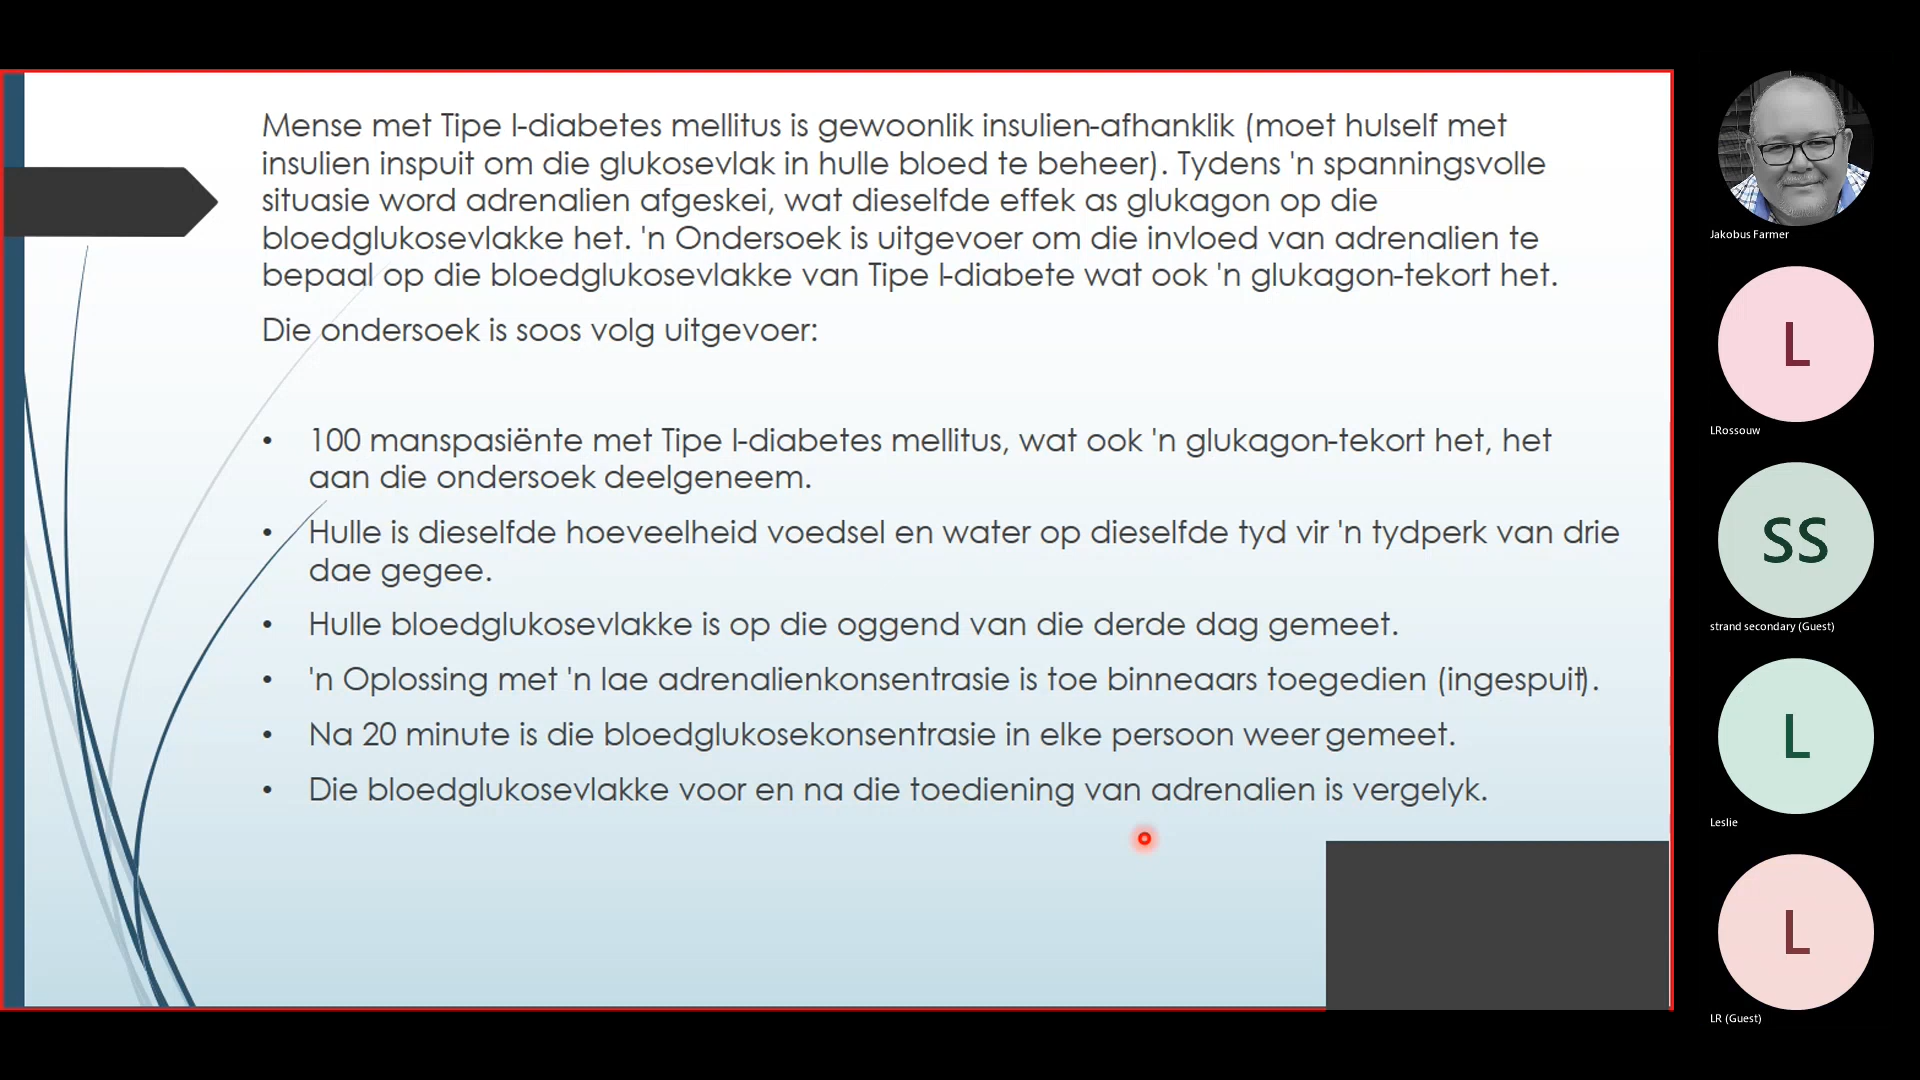 Mense met Tipe I-diabetes mellitus is gewoonlik insulien-afhanklik (moet hulself met
insulien inspuit om die glukosevlak in hulle bloed te beheer). Tydens 'n spanningsvolle
situasie word adrenalien afgeskei, wat dieselfde effek as glukagon op die
bloedglukosevlakke het. 'n Ondersoek is uitgevoer om die invloed van adrenalien te
bepaal op die bloedglukosevlakke van Tipe I-diabete wat ook 'n glukagon-tekort het.
Die ondersoek is soos volg uitgevoer:
• 100 manspasiënte met Tipe I-diabetes mellitus, wat ook 'n glukagon-tekort het, het
aan die ondersoek deelgeneem.
• Hulle is dieselfde hoeveelheid voedsel en water op dieselfde tyd vir 'n tydperk van drie
dae gegee.
• Hulle bloedglukosevlakke is op die oggend van die derde dag gemeet.
• 'n Oplossing met 'n lae adrenalienkonsentrasie is toe binneaars toegedien (ingespuit).
• Na 20 minute is die bloedglukosekonsentrasie in elke persoon weer gemeet.
• Die bloedglukosevlakke voor en na die toediening van adrenalien is vergelyk.
Jakobus Farmer
L
LRossouw
SS
strand secondary (Guest)
L
Leslie
L
LR (Guest)